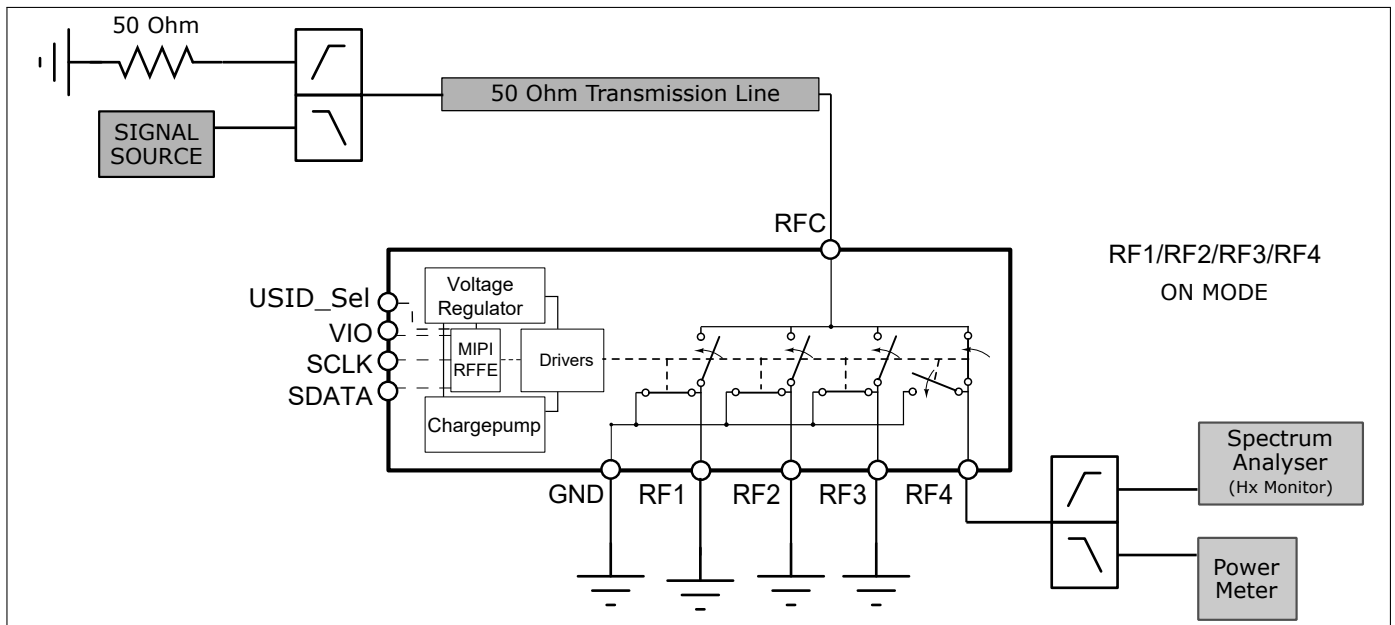 50 Ohm
50 Ohm Transmission Line
SIGNAL
SOURCE
RFC
RF1/RF2/RF3/RF4
ON MODE
USID_Sel
VIO
SCLK
SDATA
Voltage
Regulator
MIPI
RFFE
Drivers
Chargepump
GND
RF1
RF2
RF3
RF4
Spectrum
Analyser
(Hx Monitor)
Power
Meter